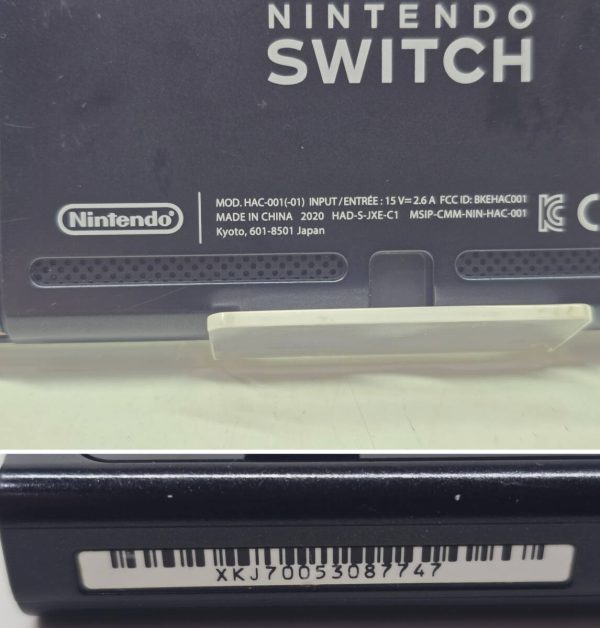 NINTENDO
SWITCH
Nintendo
MOD. HAC-001(-01) INPUT/ENTRÉE : 15 V⎓ 2.6 A FCC ID: BKEHAC001
MADE IN CHINA 2020 HAD-S-JXE-C1 MSIP-CMM-NIN-HAC-001
Kyoto, 601-8501 Japan
XKJ70053087747